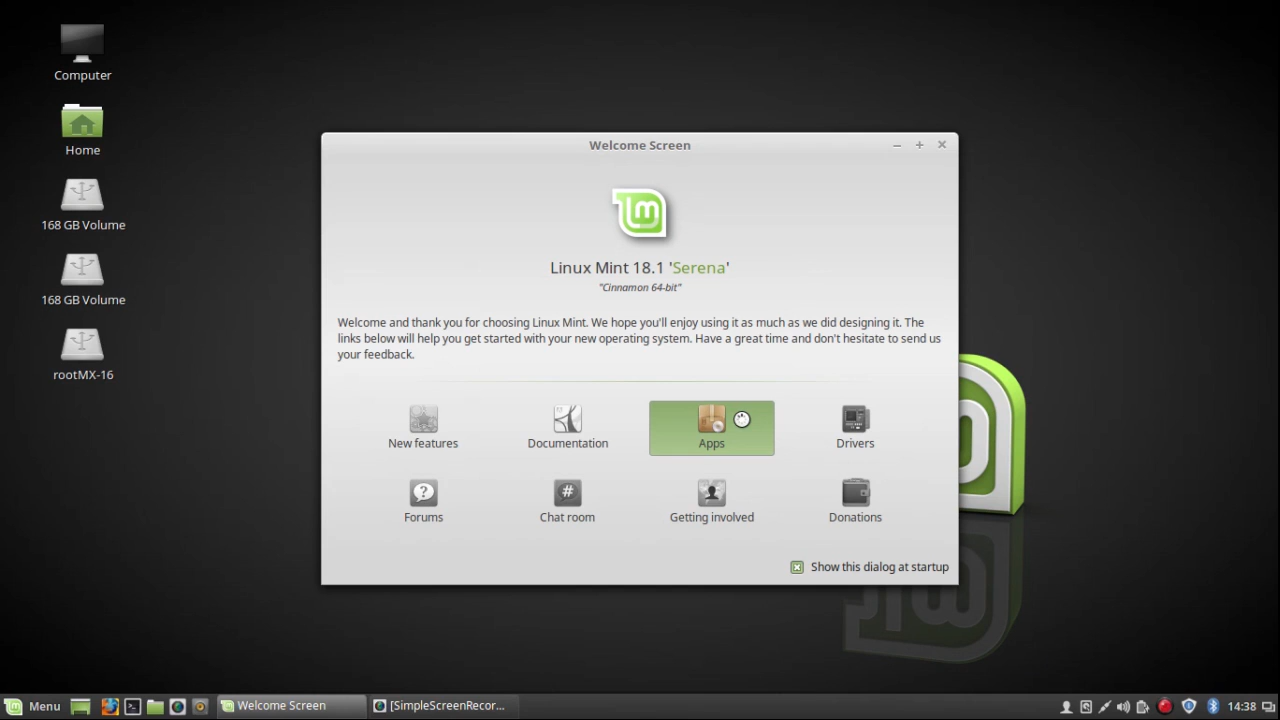 Computer
Home
168 GB Volume
168 GB Volume
rootMX-16
Welcome Screen
Linux Mint 18.1 'Serena'
"Cinnamon 64-bit"
Welcome and thank you for choosing Linux Mint. We hope you'll enjoy using it as much as we did designing it. The
links below will help you get started with your new operating system. Have a great time and don't hesitate to send us
your feedback.
New features Documentation Apps Drivers
Forums Chat room Getting involved Donations
Show this dialog at startup
Menu Welcome Screen [SimpleScreenRecor... 14:38